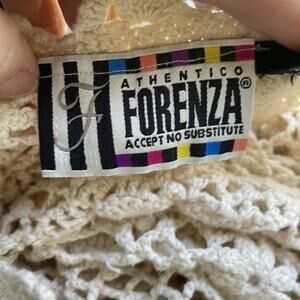 ATHENTICO
F
FORENZA®
ACCEPT NO SUBSTITUTE